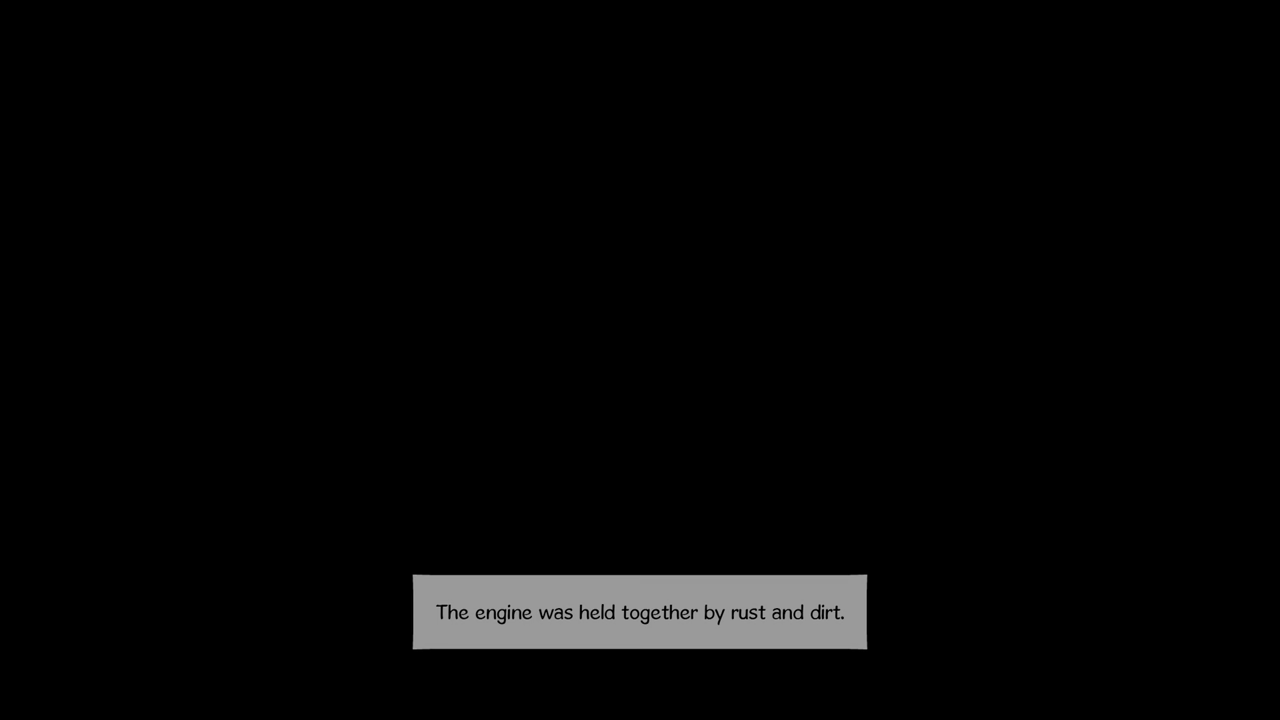 The engine was held together by rust and dirt.